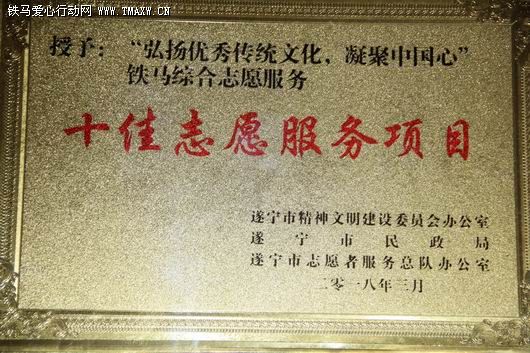 铁马爱心行动网
www.TMAXW.CN
授予：“弘扬优秀传统文化，凝聚中国心”
铁马综合志愿服务
十佳志愿服务项目
遂宁市精神文明建设委员会办公室
遂宁市民政局
遂宁市志愿者服务总队办公室
二零一八年三月